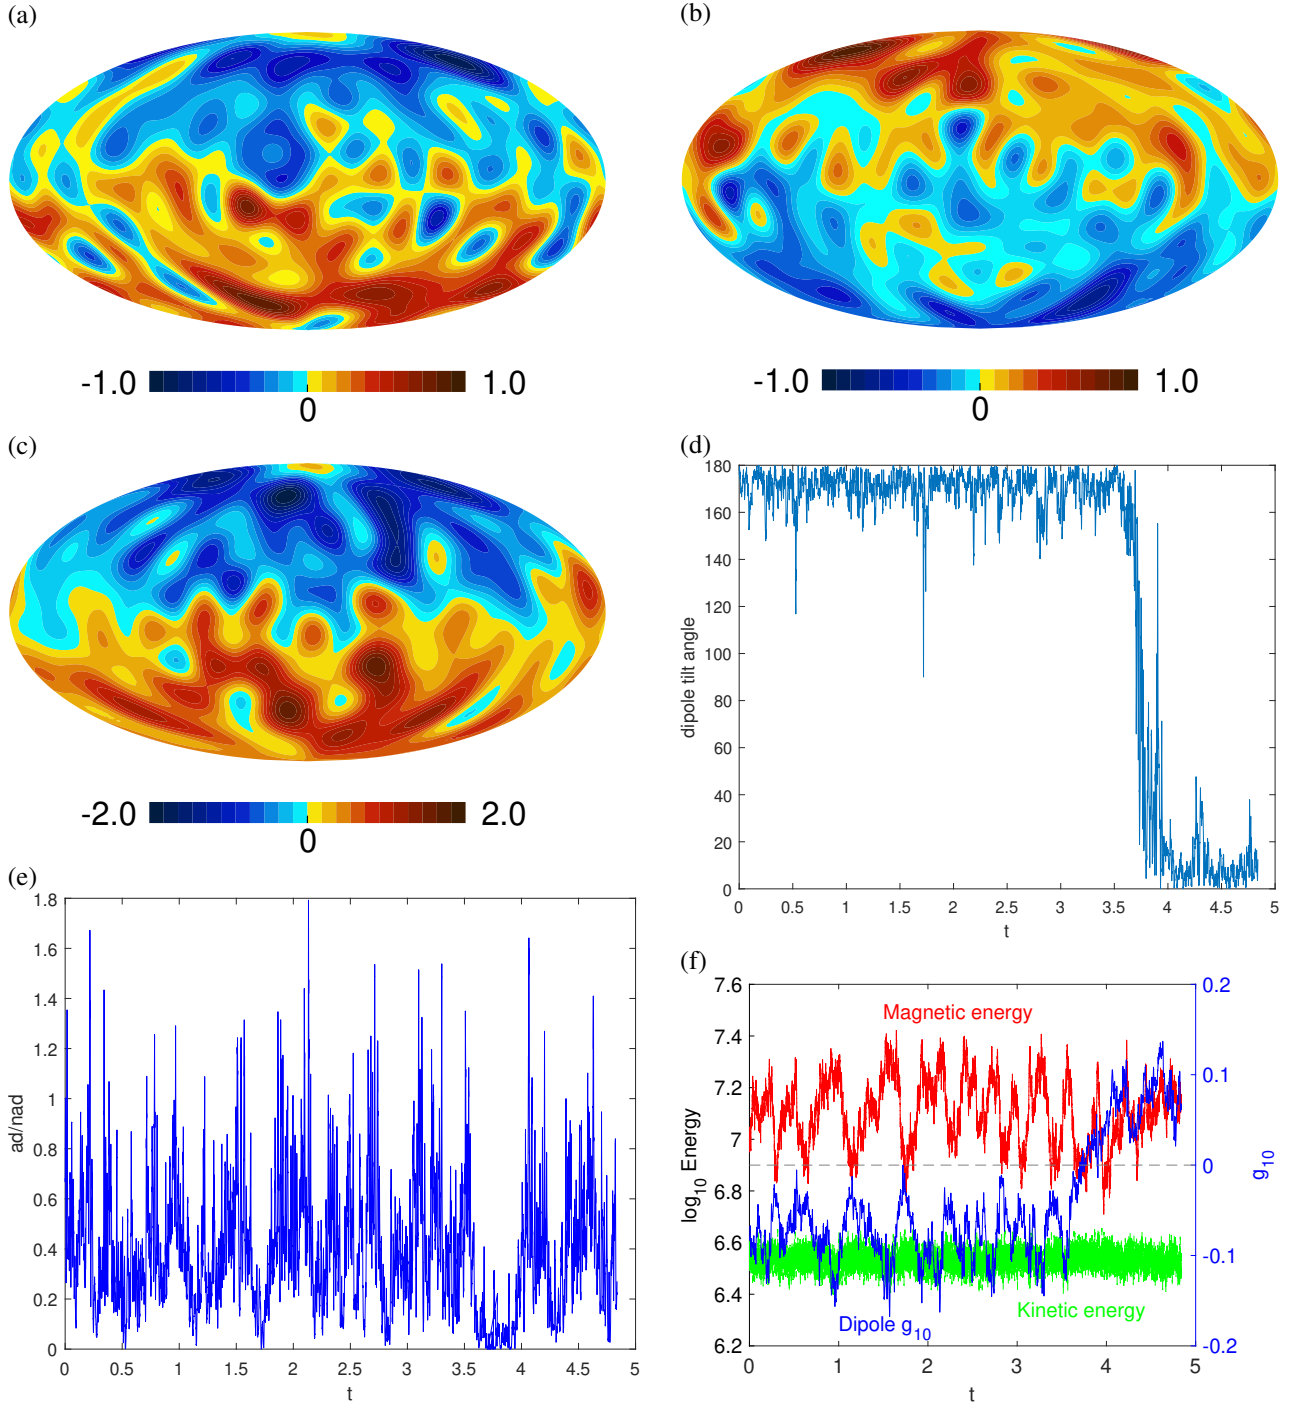 (a)
(b)
-1.0 0 1.0
-1.0 0 1.0
(c)
(d)
-2.0 0 2.0
180
160
140
120
100
80
60
40
20
0
dipole tilt angle
0 0.5 1 1.5 2 2.5 3 3.5 4 4.5 5
t
(e)
1.8
1.6
1.4
1.2
1
0.8
0.6
0.4
0.2
0
ad/nad
0 0.5 1 1.5 2 2.5 3 3.5 4 4.5 5
t
(f)
7.6
7.4
7.2
7
6.8
6.6
6.4
6.2
log10 Energy
0.2
0.1
0
-0.1
-0.2
g10
Magnetic energy
Kinetic energy
Dipole g10
0 1 2 3 4 5
t